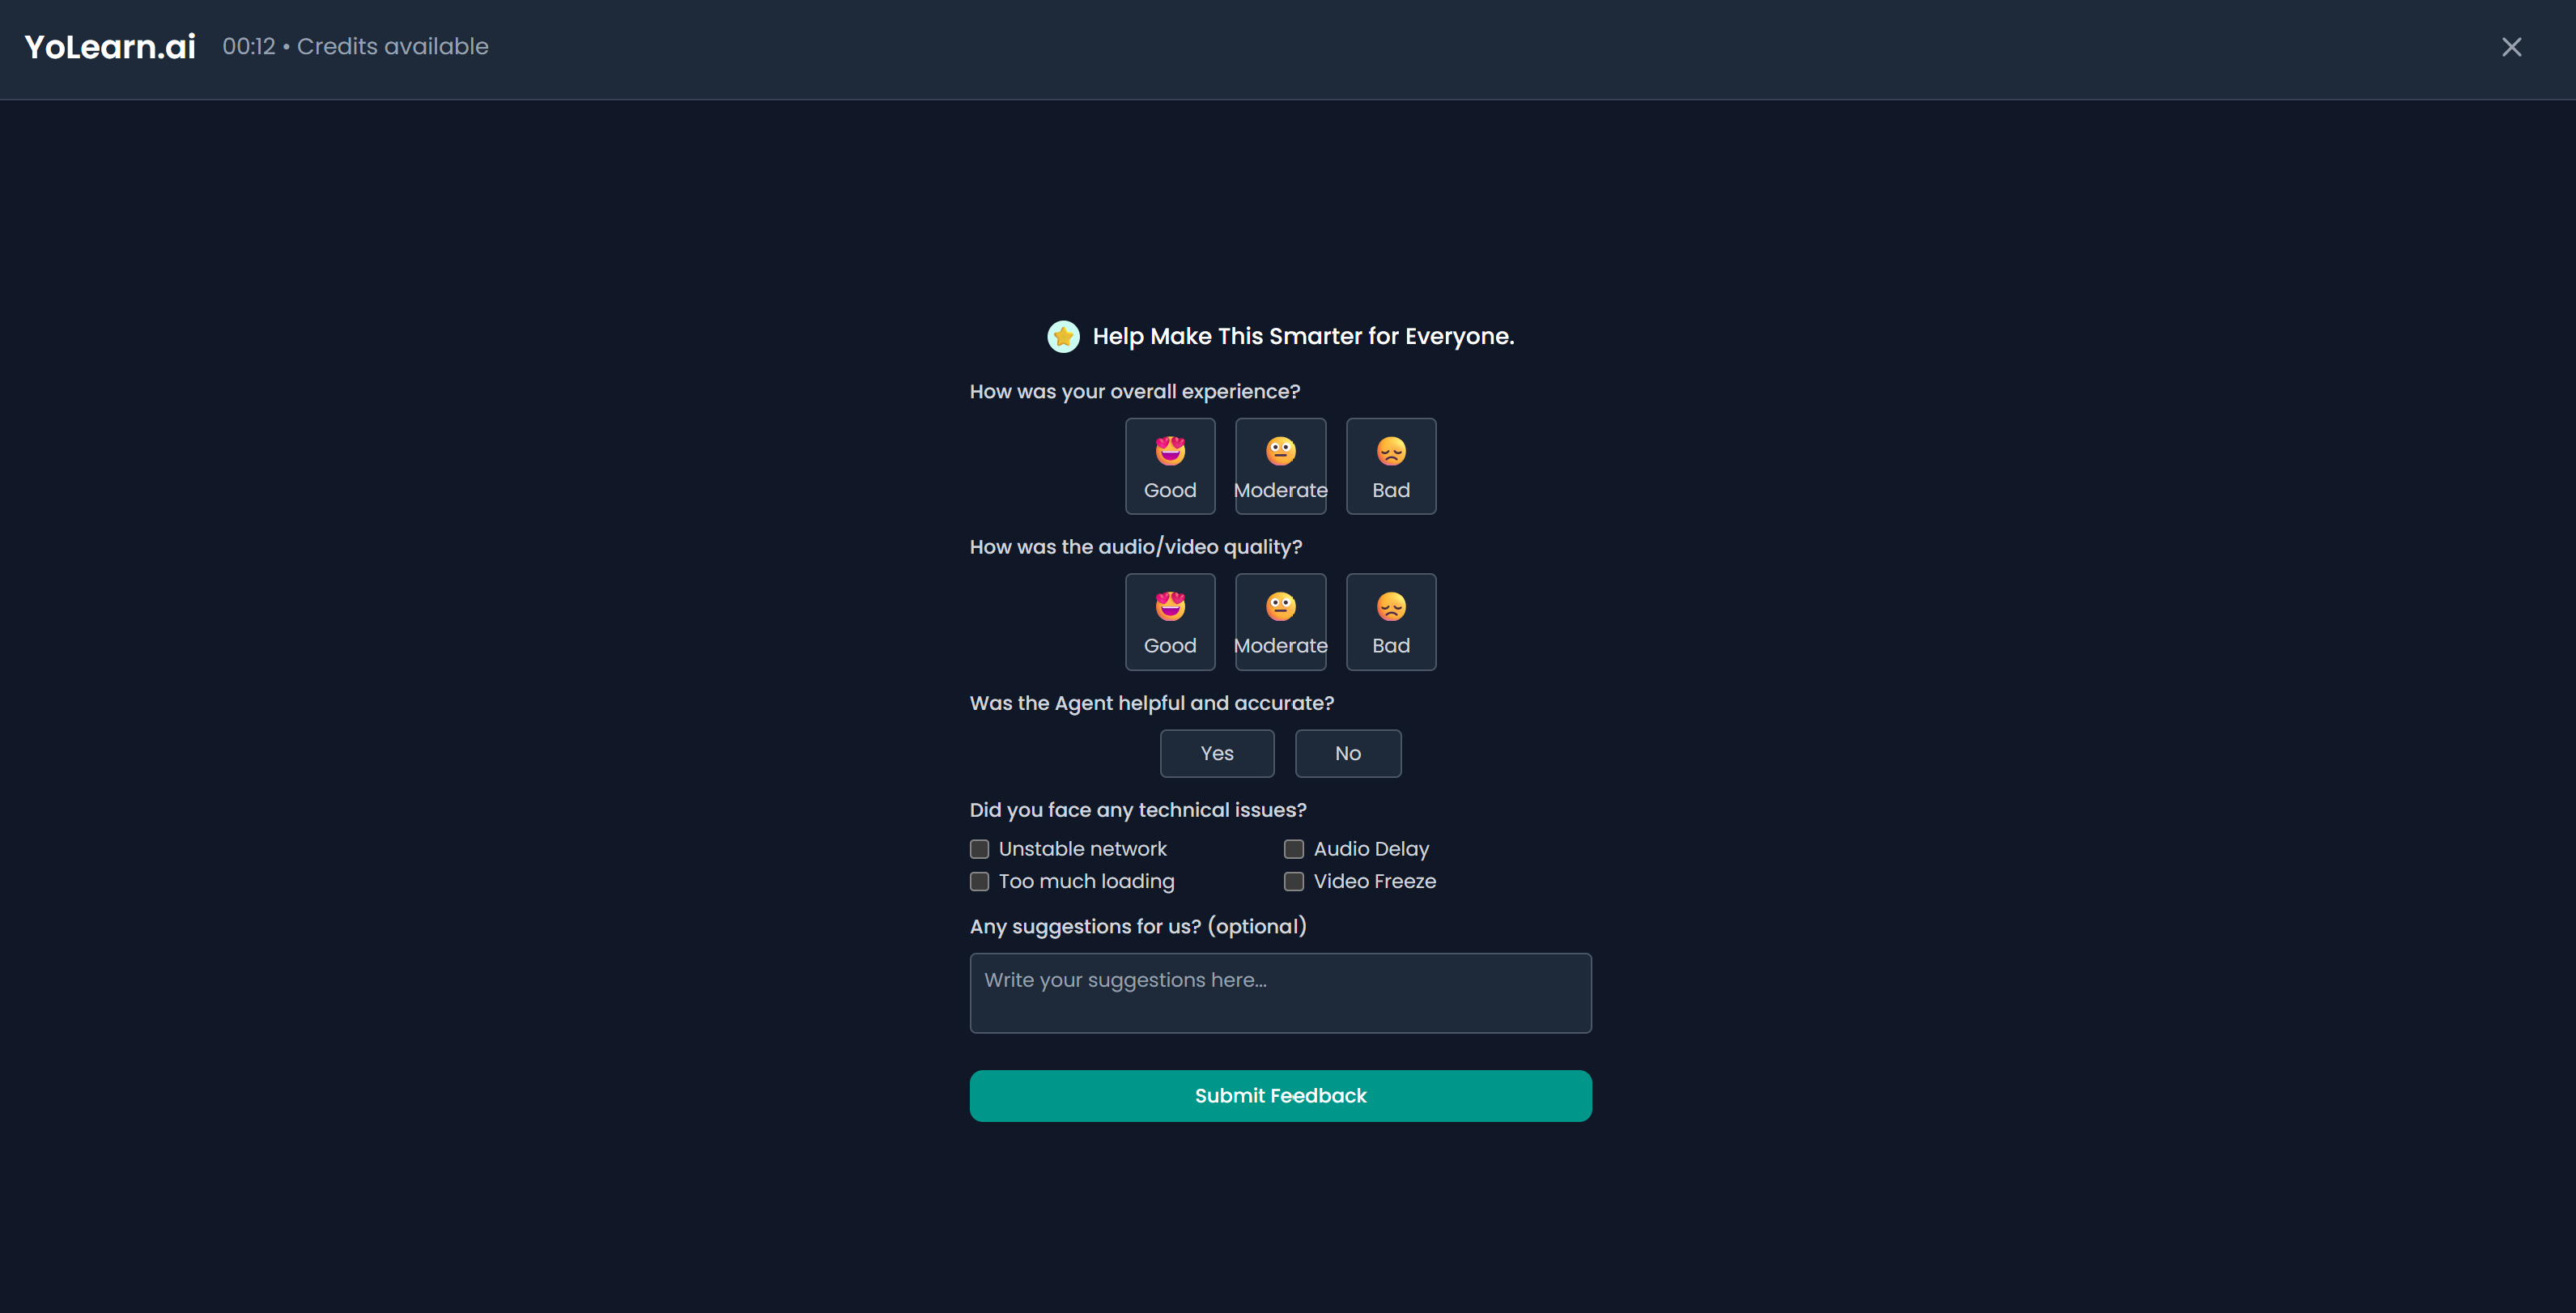 YoLearn.ai 00:12 • Credits available
Help Make This Smarter for Everyone.
How was your overall experience?
Good Moderate Bad
How was the audio/video quality?
Good Moderate Bad
Was the Agent helpful and accurate?
Yes No
Did you face any technical issues?
Unstable network Audio Delay
Too much loading Video Freeze
Any suggestions for us? (optional)
Write your suggestions here...
Submit Feedback